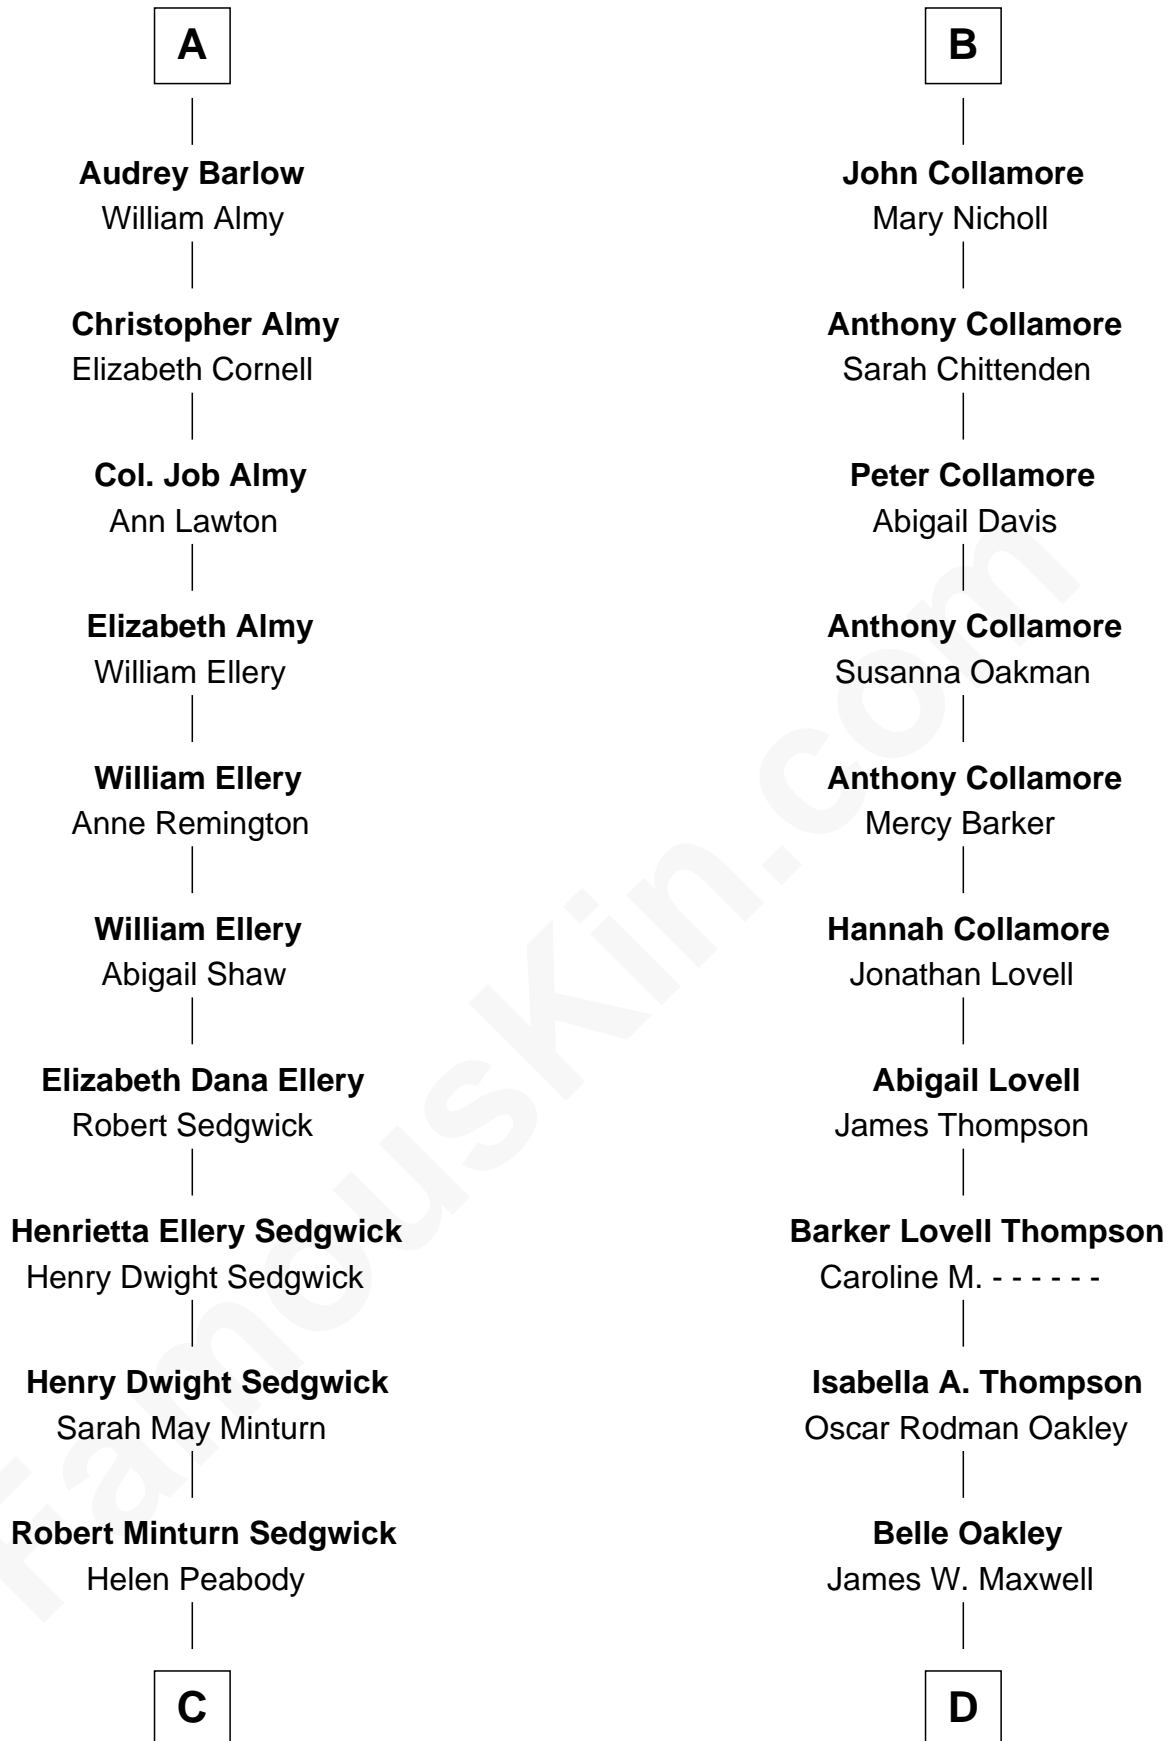 A
Audrey Barlow
William Almy
Christopher Almy
Elizabeth Cornell
Col. Job Almy
Ann Lawton
Elizabeth Almy
William Ellery
William Ellery
Anne Remington
William Ellery
Abigail Shaw
Elizabeth Dana Ellery
Robert Sedgwick
Henrietta Ellery Sedgwick
Henry Dwight Sedgwick
Henry Dwight Sedgwick
Sarah May Minturn
Robert Minturn Sedgwick
Helen Peabody
C
B
John Collamore
Mary Nicholl
Anthony Collamore
Sarah Chittenden
Peter Collamore
Abigail Davis
Anthony Collamore
Susanna Oakman
Anthony Collamore
Mercy Barker
Hannah Collamore
Jonathan Lovell
Abigail Lovell
James Thompson
Barker Lovell Thompson
Caroline M. - - - - - -
Isabella A. Thompson
Oscar Rodman Oakley
Belle Oakley
James W. Maxwell
D
FamousKin.com